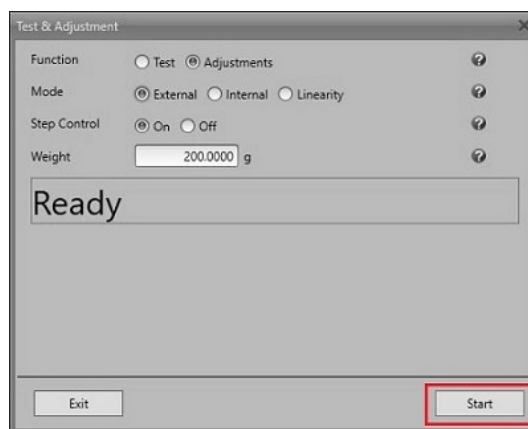 Test & Adjustment
Function Test Adjustments
Mode External Internal Linearity
Step Control On Off
Weight 200.0000 g
Ready
Exit Start